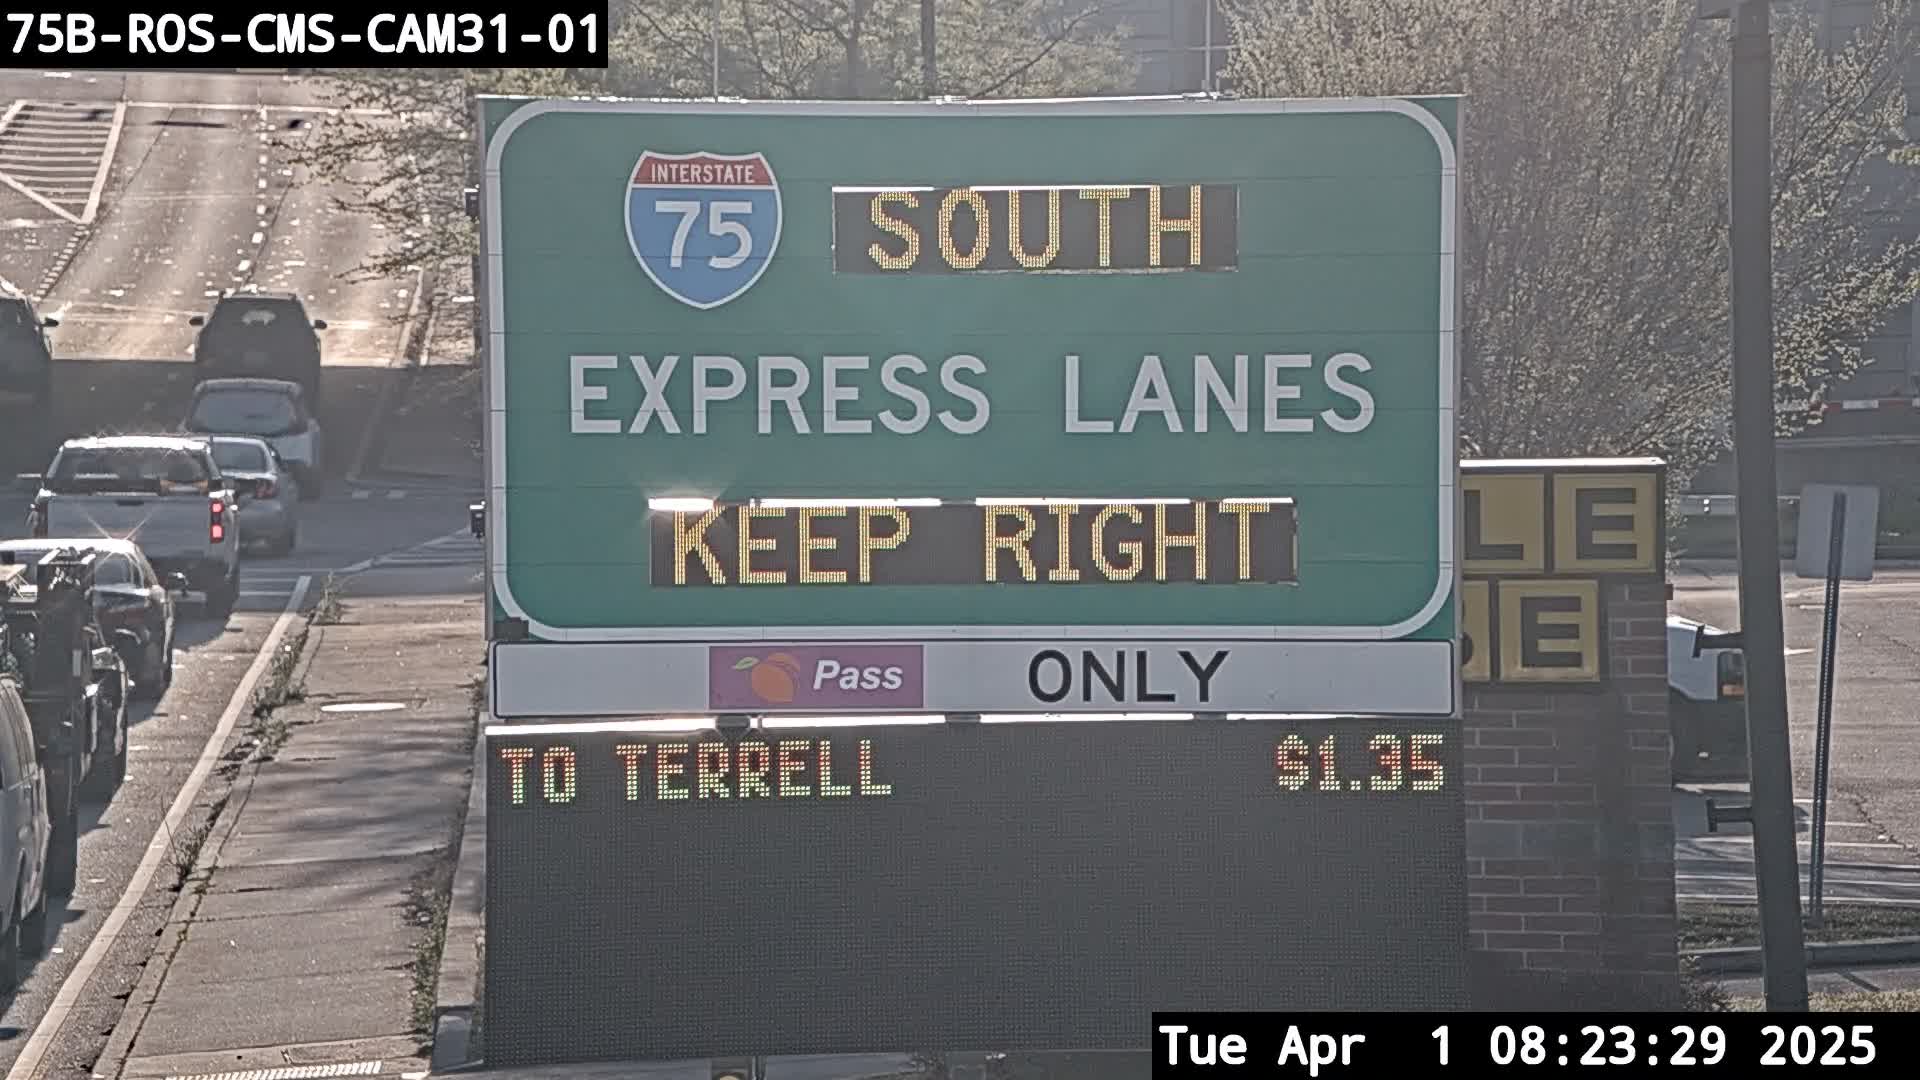 75B-ROS-CMS-CAM31-01
INTERSTATE
75
SOUTH
EXPRESS LANES
KEEP RIGHT
Pass ONLY
TO TERRELL $1.35
LE
E
Tue Apr 1 08:23:29 2025